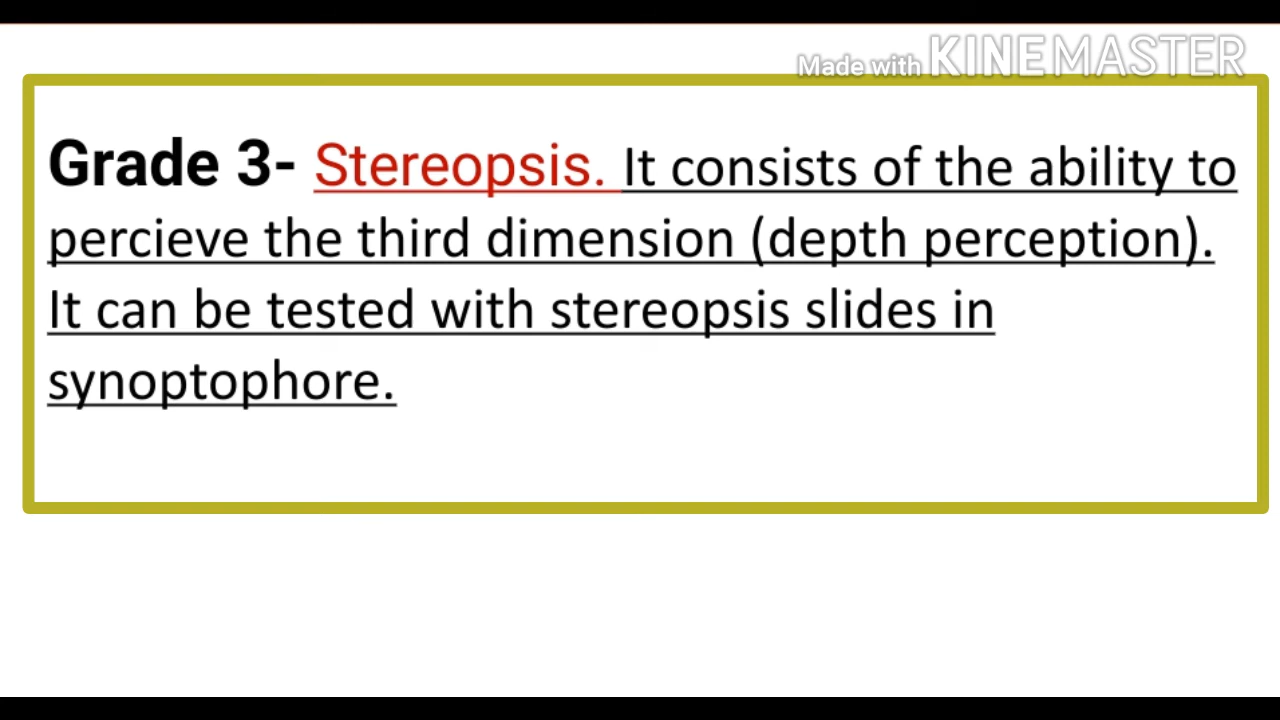 Made with KINEMASTER
Grade 3- Stereopsis. It consists of the ability to
percieve the third dimension (depth perception).
It can be tested with stereopsis slides in
synoptophore.